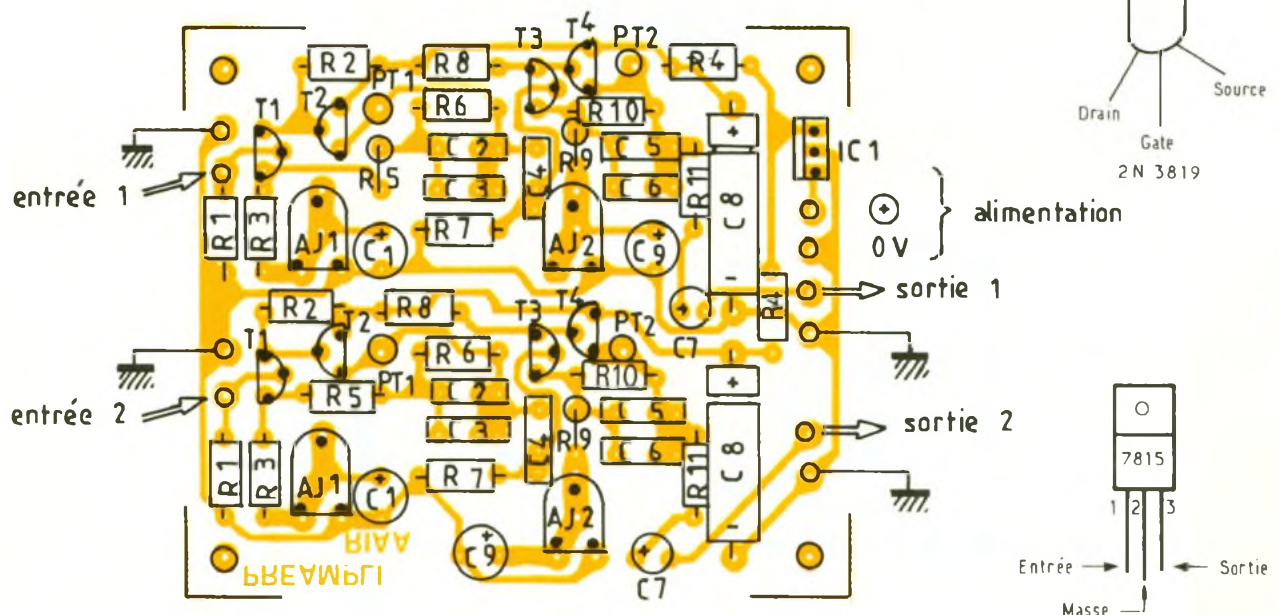 T3 T4 PT2
R2 R8 R4
PT1
T1 T2 R6 R10
IC1
C2 R9 C5
R5 C3 C4 C6 R11 C8
entrée 1
R1 R3 AJ1 C1 R7 AJ2 C9
+ alimentation
0V
sortie 1
R2 R8 T3 T4 PT2 C7 R4
T1 T2 R6
PT1 R10
entrée 2
R5 C2 C5
C3 C4 R9 C6 R11 C8
sortie 2
R1 R3 AJ1 C1 R7 AJ2
C9 C7
RIAA
PREAMPLI
Drain
Source
Gate
2N 3819
7815
1 2 3
Entrée
Sortie
Masse